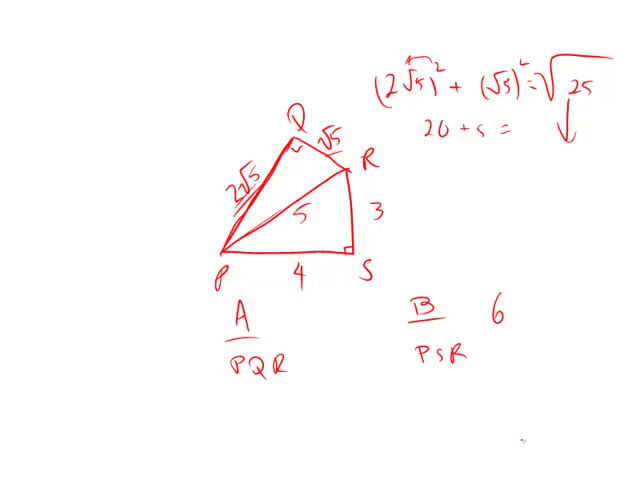 (2√5)² + (√5)² = √25
20 + 5 =
Q
√5
R
2√5
5
3
P
4
S
A
B 6
PQR
PSR